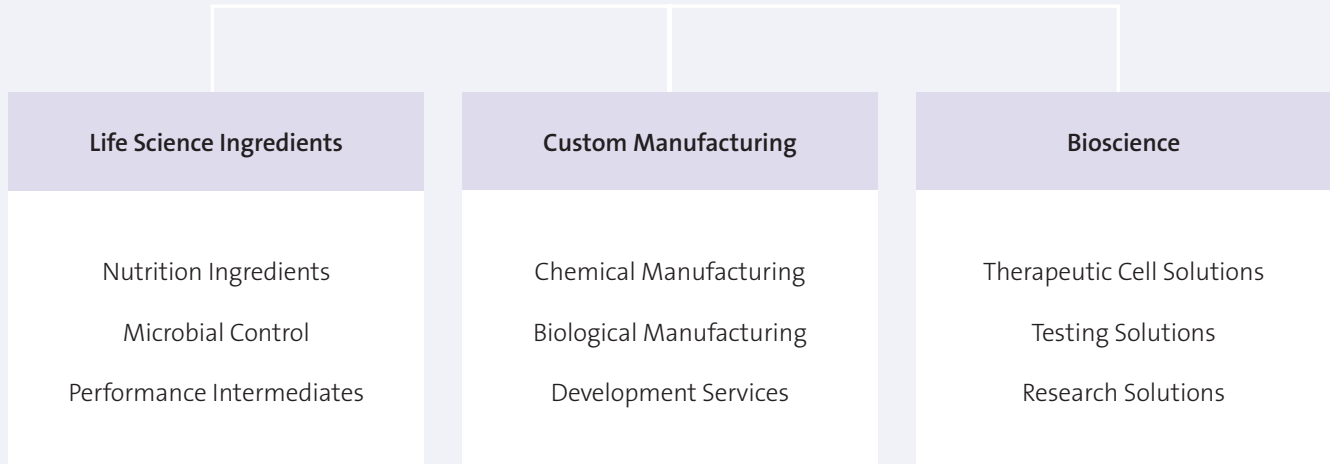 Life Science Ingredients
Nutrition Ingredients
Microbial Control
Performance Intermediates
Custom Manufacturing
Chemical Manufacturing
Biological Manufacturing
Development Services
Bioscience
Therapeutic Cell Solutions
Testing Solutions
Research Solutions